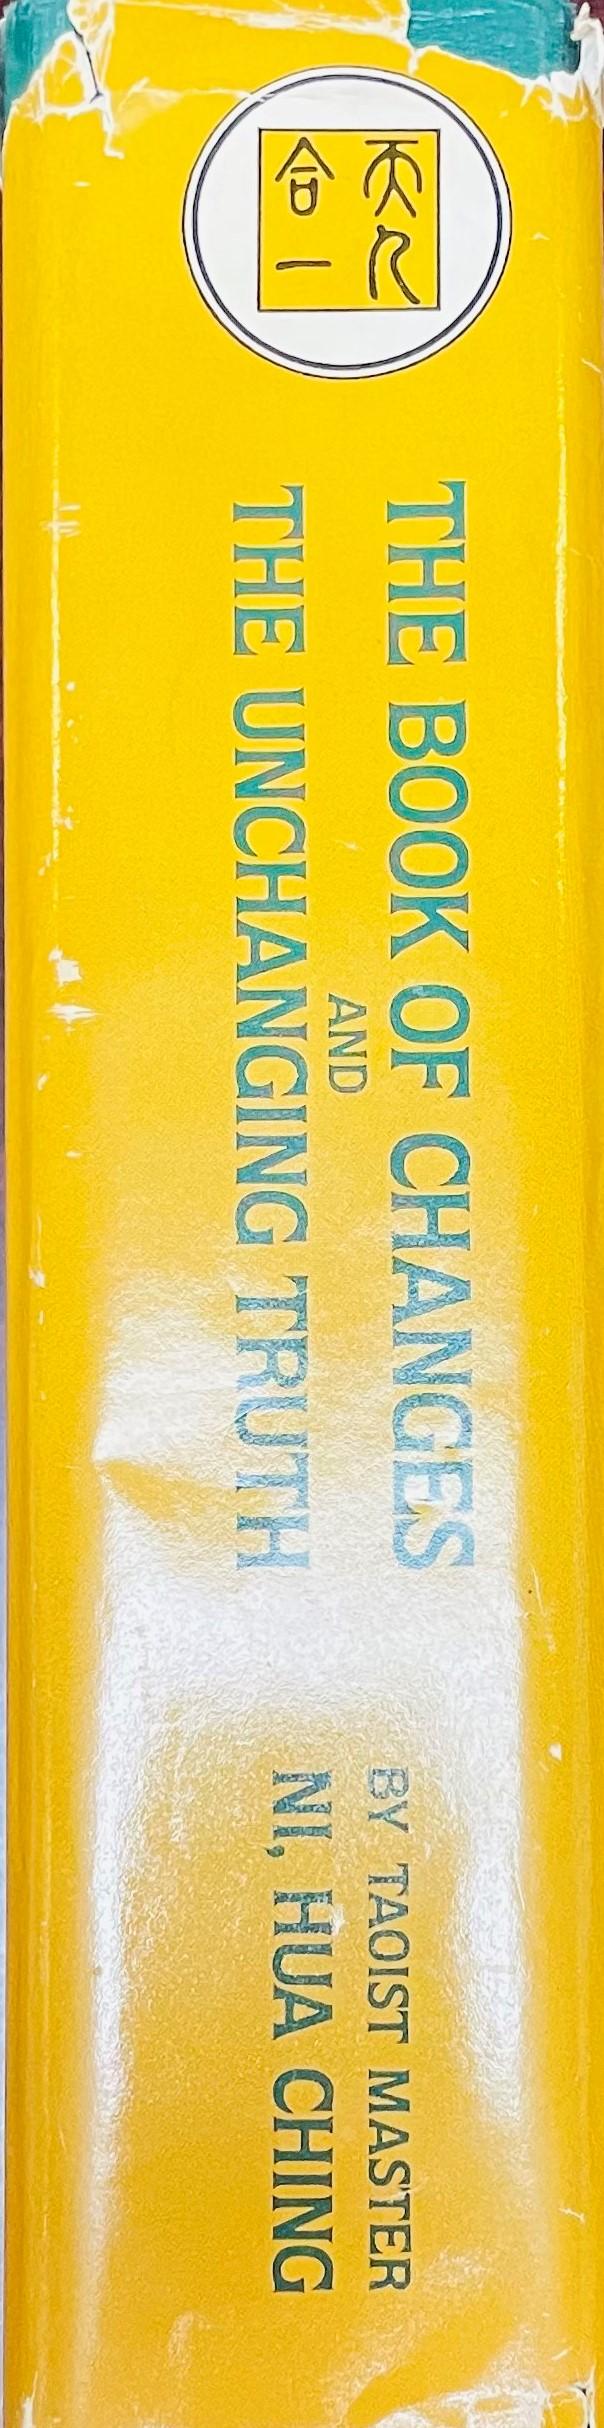 天人
合一
THE BOOK OF CHANGES
AND
THE UNCHANGING TRUTH
BY TAOIST MASTER
NI, HUA CHING